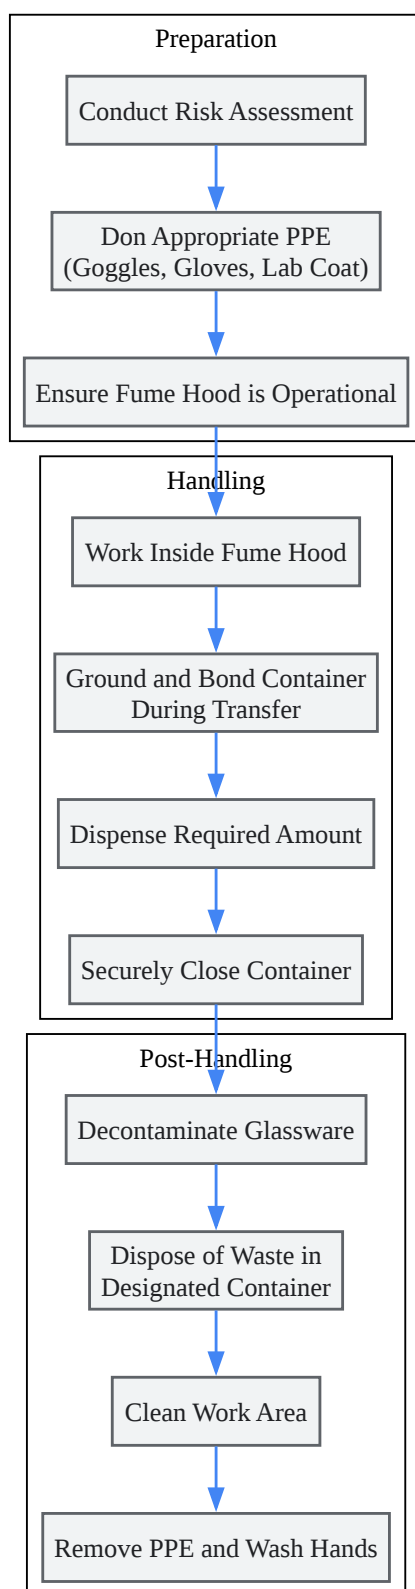 Preparation
Conduct Risk Assessment
Don Appropriate PPE
(Goggles, Gloves, Lab Coat)
Ensure Fume Hood is Operational
Handling
Work Inside Fume Hood
Ground and Bond Container
During Transfer
Dispense Required Amount
Securely Close Container
Post-Handling
Decontaminate Glassware
Dispose of Waste in
Designated Container
Clean Work Area
Remove PPE and Wash Hands